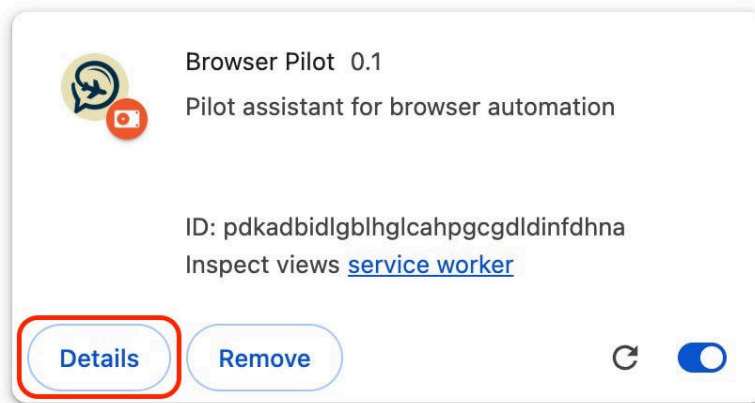 Browser Pilot 0.1
Pilot assistant for browser automation
ID: pdkadbidlgblhglcahpgcgdldinfdhna
Inspect views service worker
Details
Remove